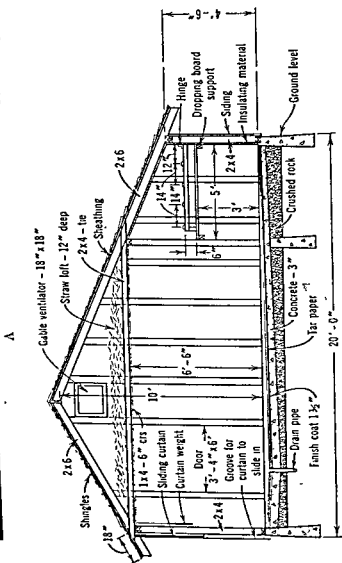 A
Gable ventilator - 18" x 18"
Straw loft - 12" deep
2x4 - tie
Sheathing
2x6
2x6
Shingles
18"
4'-6"
Hinge
Dropping board
support
Siding
Insulating material
12"
14"
14"
5'
2x4
6"
3'
10'
6'-6"
1x4 - 6" crs
Sliding curtain
Curtain weight
Door
3'-4"x6'
Groove for
curtain to
slide in
2x4
Ground level
Crushed rock
Concrete - 3"
Tar paper
20'-0"
Drain pipe
Finish coat 1½"